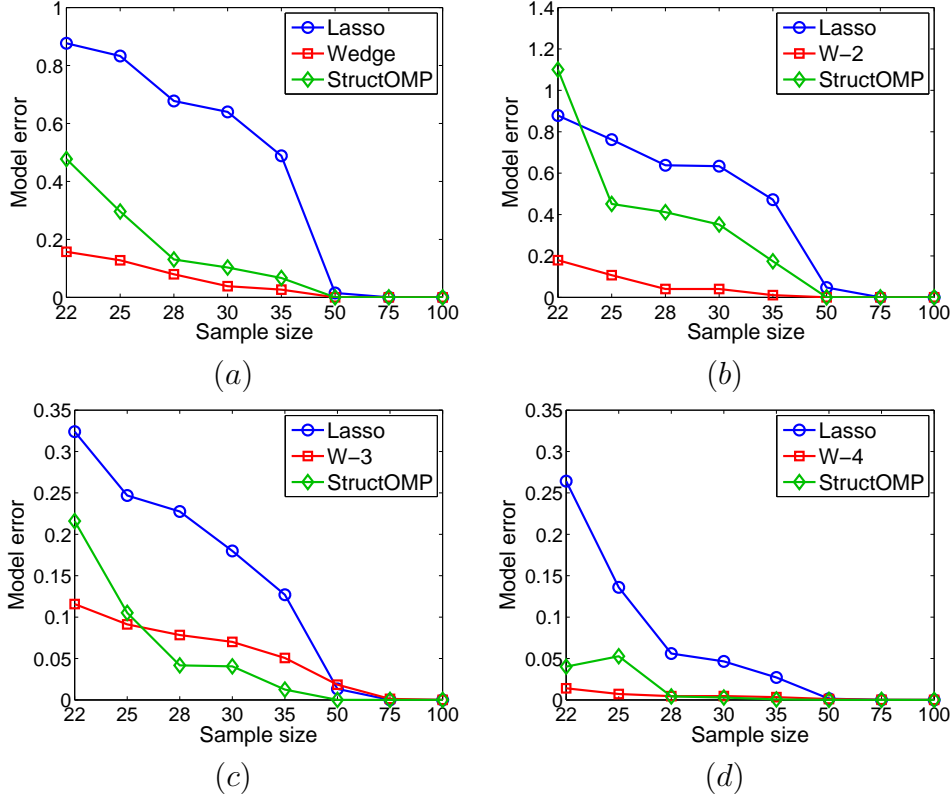 Lasso
Wedge
StructOMP
1
0.8
0.6
0.4
0.2
0
Model error
22 25 28 30 35 50 75 100
Sample size
(a)
Lasso
W-2
StructOMP
1.4
1.2
1
0.8
0.6
0.4
0.2
0
Model error
22 25 28 30 35 50 75 100
Sample size
(b)
Lasso
W-3
StructOMP
0.35
0.3
0.25
0.2
0.15
0.1
0.05
0
Model error
22 25 28 30 35 50 75 100
Sample size
(c)
Lasso
W-4
StructOMP
0.35
0.3
0.25
0.2
0.15
0.1
0.05
0
Model error
22 25 28 30 35 50 75 100
Sample size
(d)